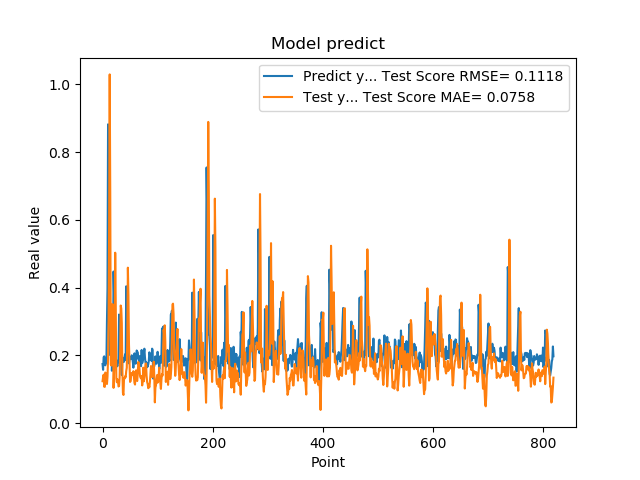 Model predict
Predict y... Test Score RMSE= 0.1118
Test y... Test Score MAE= 0.0758
Real value
1.0
0.8
0.6
0.4
0.2
0.0
0 200 400 600 800
Point